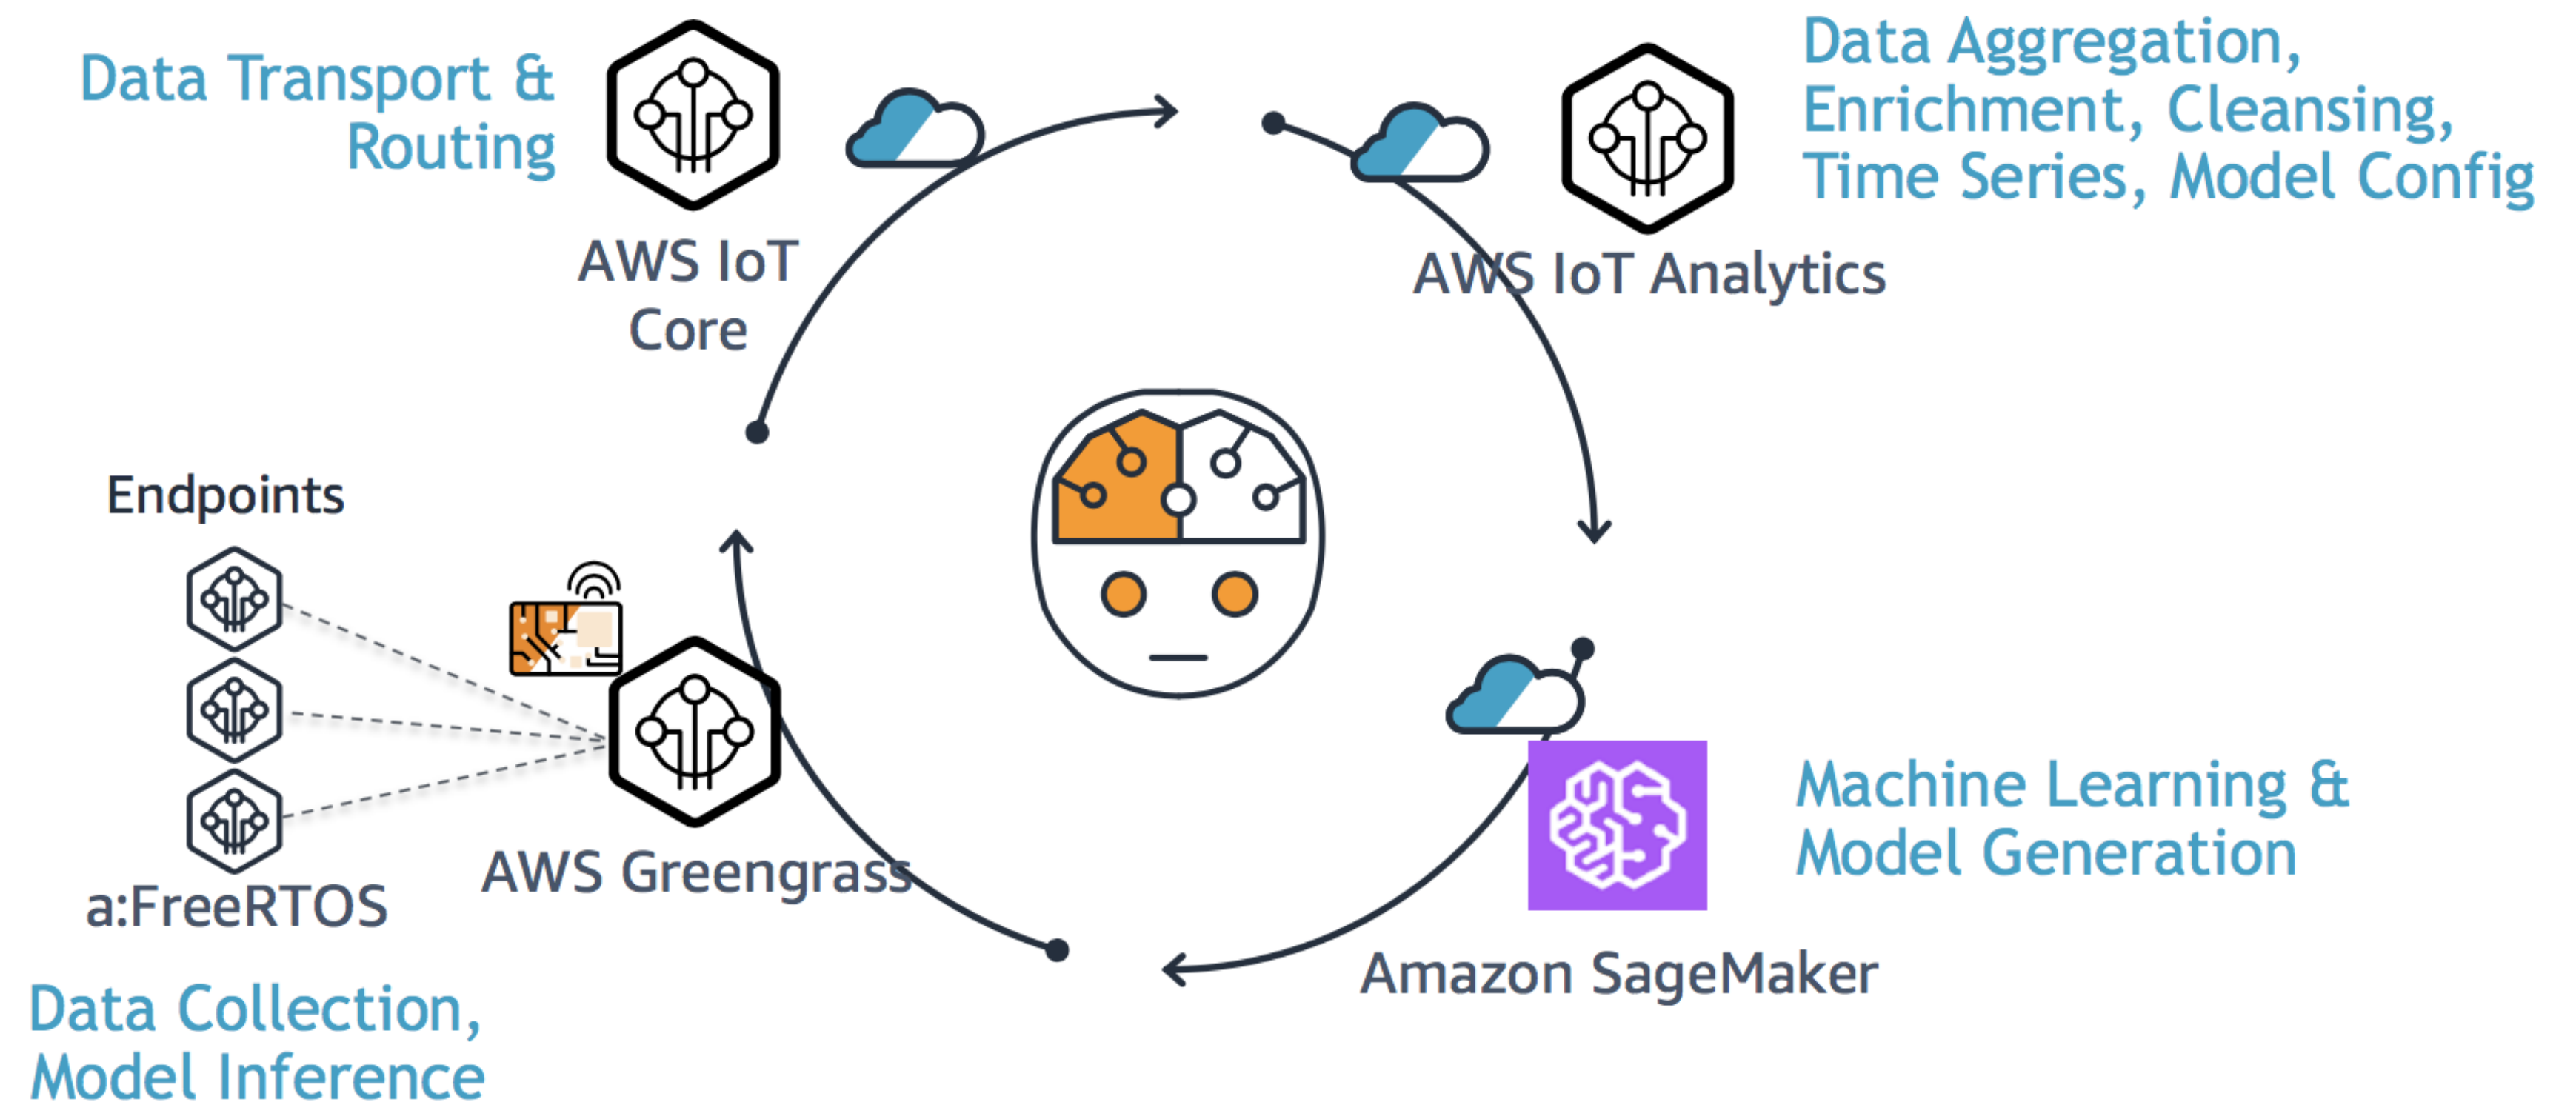 Data Transport &
Routing
AWS IoT
Core
Data Aggregation,
Enrichment, Cleansing,
Time Series, Model Config
AWS IoT Analytics
Endpoints
a:FreeRTOS
AWS Greengrass
Data Collection,
Model Inference
Machine Learning &
Model Generation
Amazon SageMaker